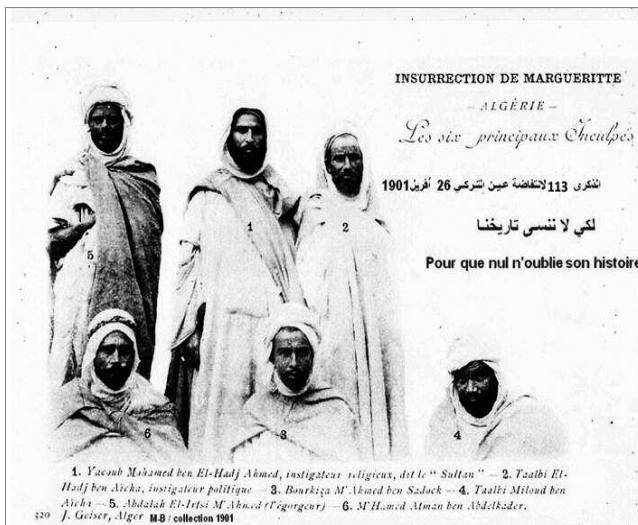 INSURRECTION DE MARGUERITTE
- ALGÈRIE -
Les six principaux Inculpés
الذكرى 113 لانتفاضة عين التركي 26 أفريل 1901
لكي لا ننسى تاريخنا
Pour que nul n'oublie son histoire
1
2
5
6
3
4
1. Yacoub Mohamed ben El-Hadj Ahmed, instigateur religieux, dit le "Sultan" — 2. Taalbi El-
Hadj ben Aïcha, instigateur politique — 3. Bourkiza M'Ahmed ben Sadock — 4. Taalbi Miloud ben
Aïcha — 5. Abdalah El-Irtsi M'Ahmed (l'égorgeur) — 6. M'Hamed Atman ben Abdelkader.
320 J. Geiser, Alger M-B / collection 1901